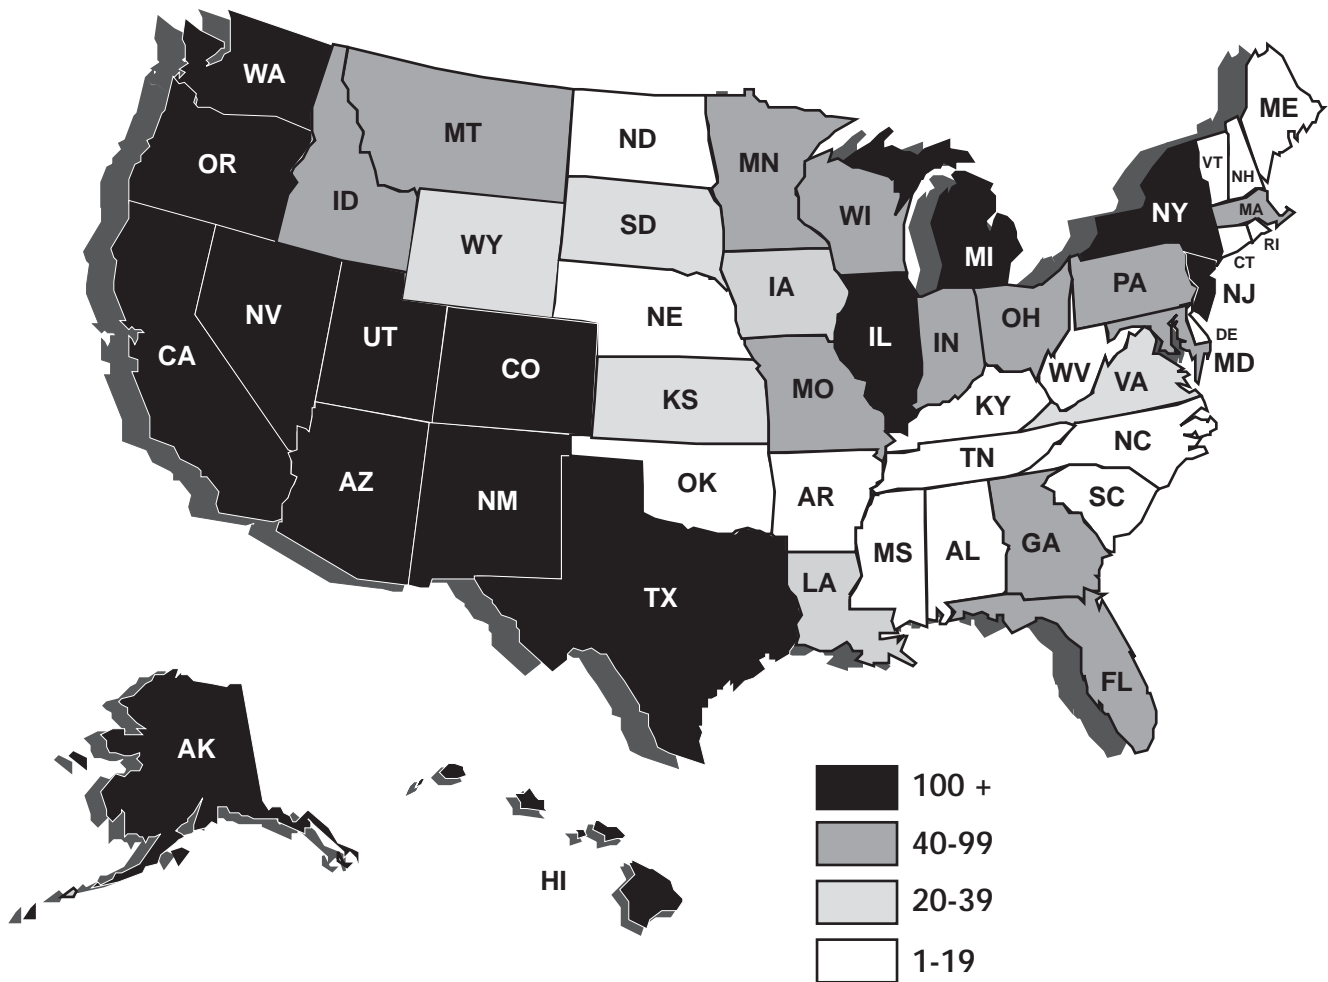 WA
ME
MT
ND
OR
MN
VT
NH
ID
SD
WI
NY
MA
WY
RI
MI
CT
IA
PA
NJ
NV
NE
OH
UT
IL
IN
DE
CA
MD
CO
WV
VA
MO
KS
KY
NC
TN
AZ
OK
AR
SC
NM
GA
MS
AL
LA
TX
FL
AK
HI
100 +
40-99
20-39
1-19